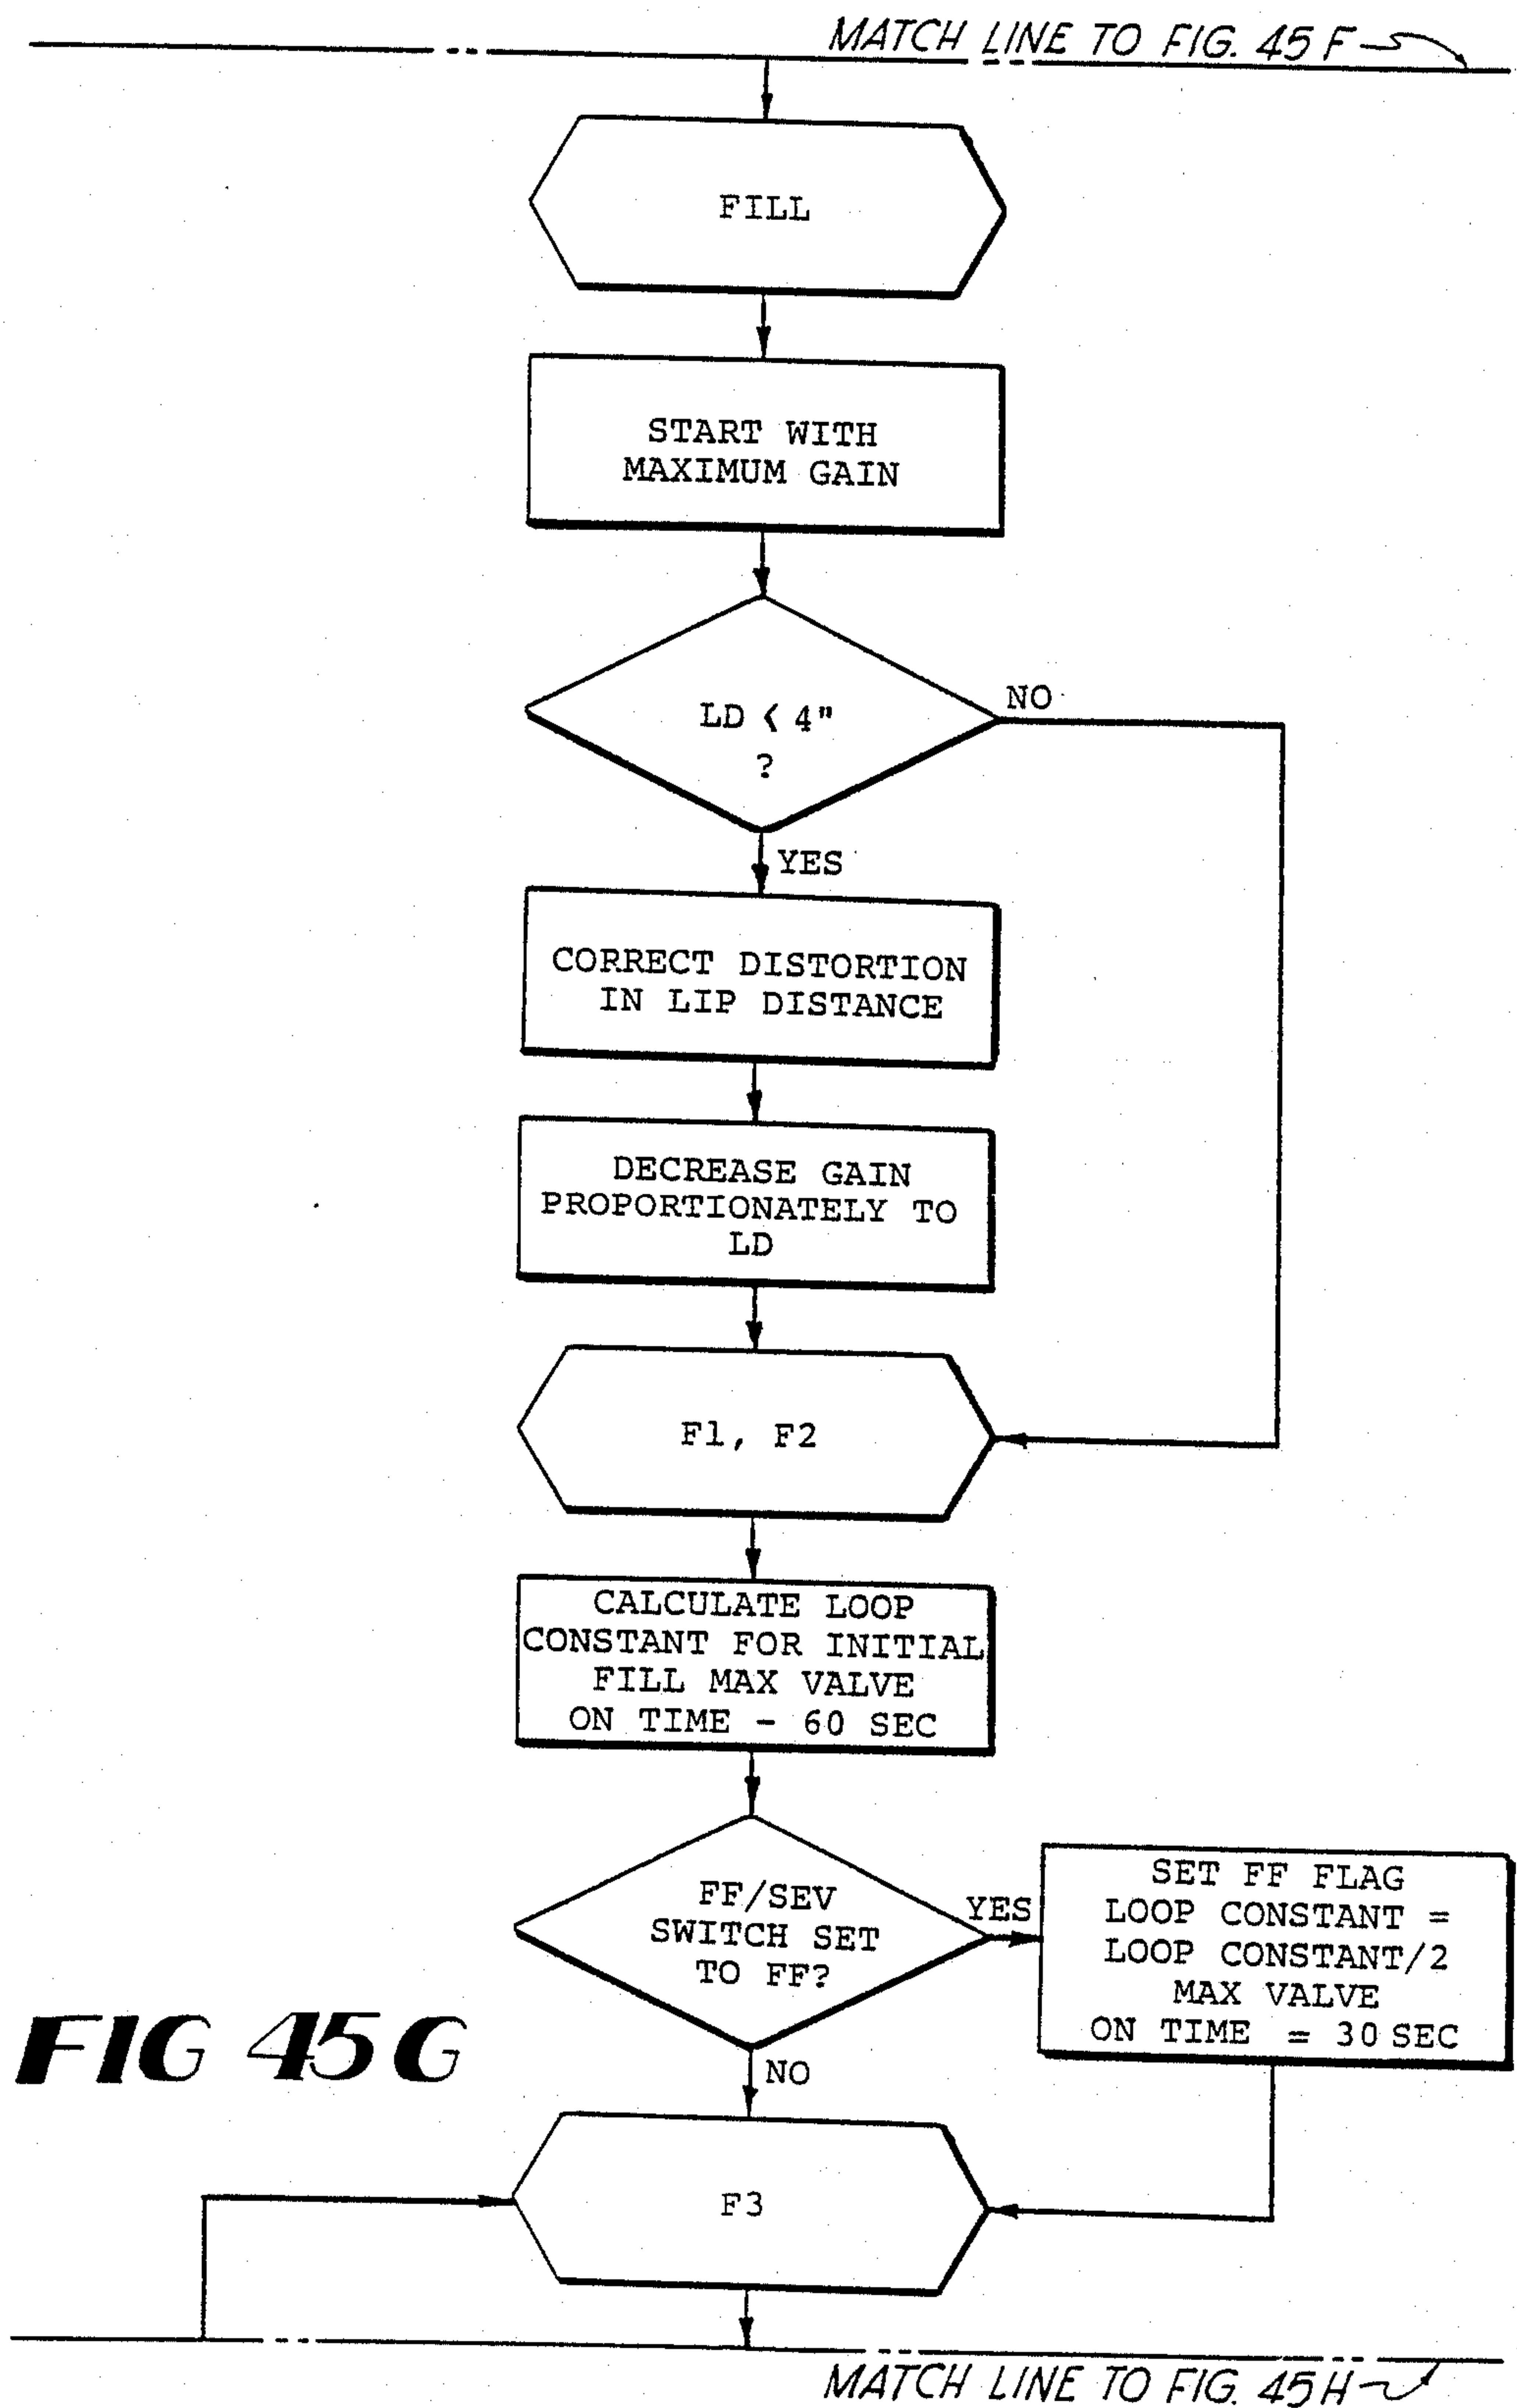 MATCH LINE TO FIG. 45 F
FILL
START WITH
MAXIMUM GAIN
LD < 4"
?
NO
YES
CORRECT DISTORTION
IN LIP DISTANCE
DECREASE GAIN
PROPORTIONATELY TO
LD
F1, F2
CALCULATE LOOP
CONSTANT FOR INITIAL
FILL MAX VALVE
ON TIME - 60 SEC
FF/SEV
SWITCH SET
TO FF?
YES
SET FF FLAG
LOOP CONSTANT =
LOOP CONSTANT/2
MAX VALVE
ON TIME = 30 SEC
NO
FIG 45G
F3
MATCH LINE TO FIG. 45H